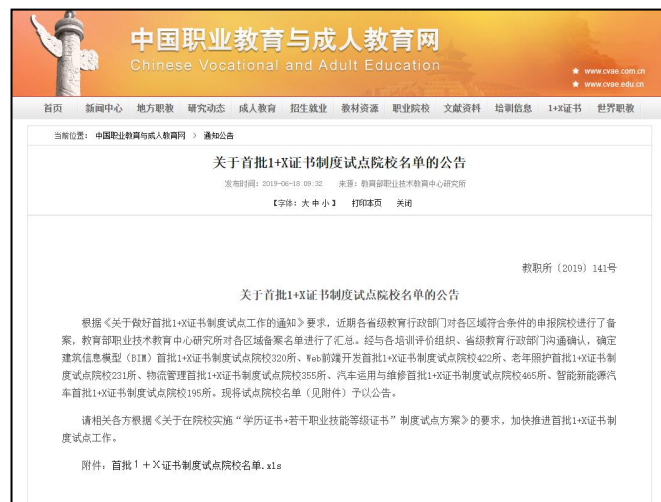 中国职业教育与成人教育网
Chinese Vocational and Adult Education
★ www.cvae.com.cn
★ www.cvae.edu.cn
首页 新闻中心 地方职教 研究动态 成人教育 招生就业 教材资源 职业院校 文献资料 培训信息 1+X证书 世界职教
当前位置： 中国职业教育与成人教育网 > 通知公告
关于首批1+X证书制度试点院校名单的公告
发布时间：2019-06-18 09:32 来源：教育部职业技术教育中心研究所
【字体：大 中 小】 打印本页 关闭
教职所〔2019〕141号
关于首批1+X证书制度试点院校名单的公告
根据《关于做好首批1+X证书制度试点工作的通知》要求，近期各省级教育行政部门对各区域符合条件的申报院校进行了备
案，教育部职业技术教育中心研究所对各区域备案名单进行了汇总。经与各培训评价组织、省级教育行政部门沟通确认，确定
建筑信息模型（BIM）首批1+X证书制度试点院校320所、Web前端开发首批1+X证书制度试点院校422所、老年照护首批1+X证书制
度试点院校231所、物流管理首批1+X证书制度试点院校355所、汽车运用与维修首批1+X证书制度试点院校465所、智能新能源汽
车首批1+X证书制度试点院校195所。现将试点院校名单（见附件）予以公告。
请相关各方根据《关于在院校实施“学历证书+若干职业技能等级证书”制度试点方案》的要求，加快推进首批1+X证书制
度试点工作。
附件：首批１＋Ｘ证书制度试点院校名单.xls